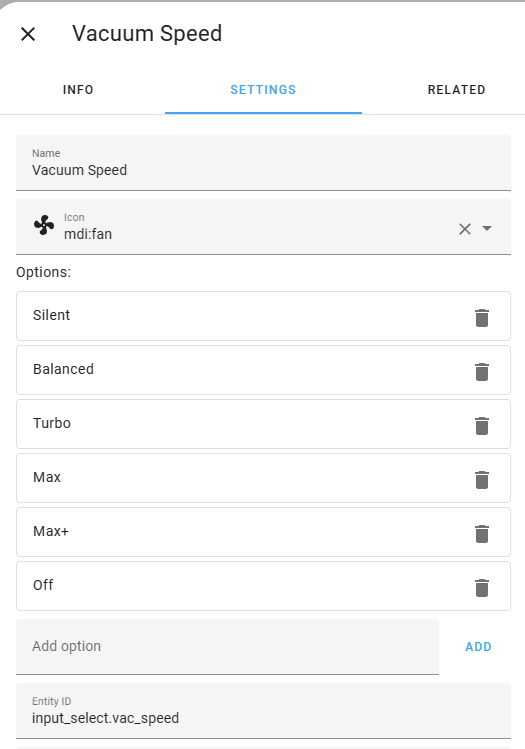 Vacuum Speed
INFO SETTINGS RELATED
Name
Vacuum Speed
Icon
mdi:fan
Options:
Silent
Balanced
Turbo
Max
Max+
Off
Add option ADD
Entity ID
input_select.vac_speed